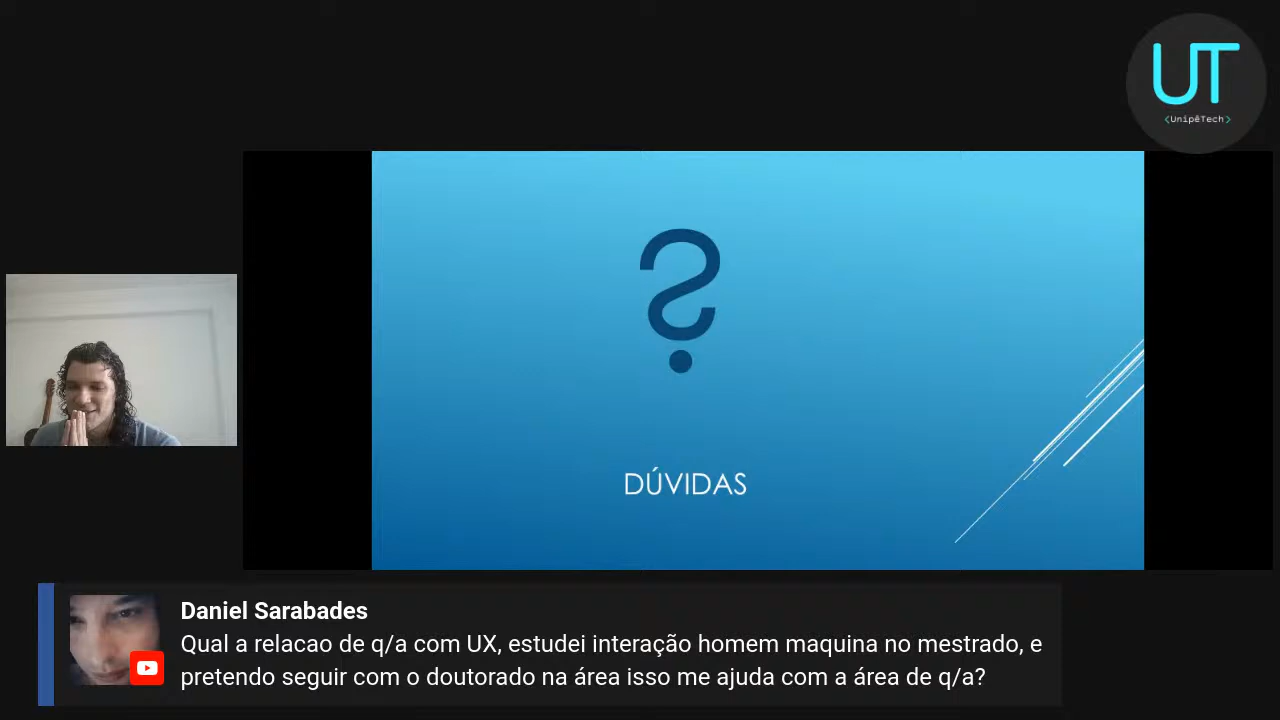 UT
<UnipêTech>
?
DÚVIDAS
Daniel Sarabades
Qual a relacao de q/a com UX, estudei interação homem maquina no mestrado, e
pretendo seguir com o doutorado na área isso me ajuda com a área de q/a?